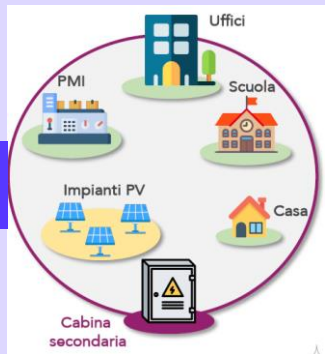 Uffici
PMI
Scuola
Impianti PV
Casa
Cabina
secondaria